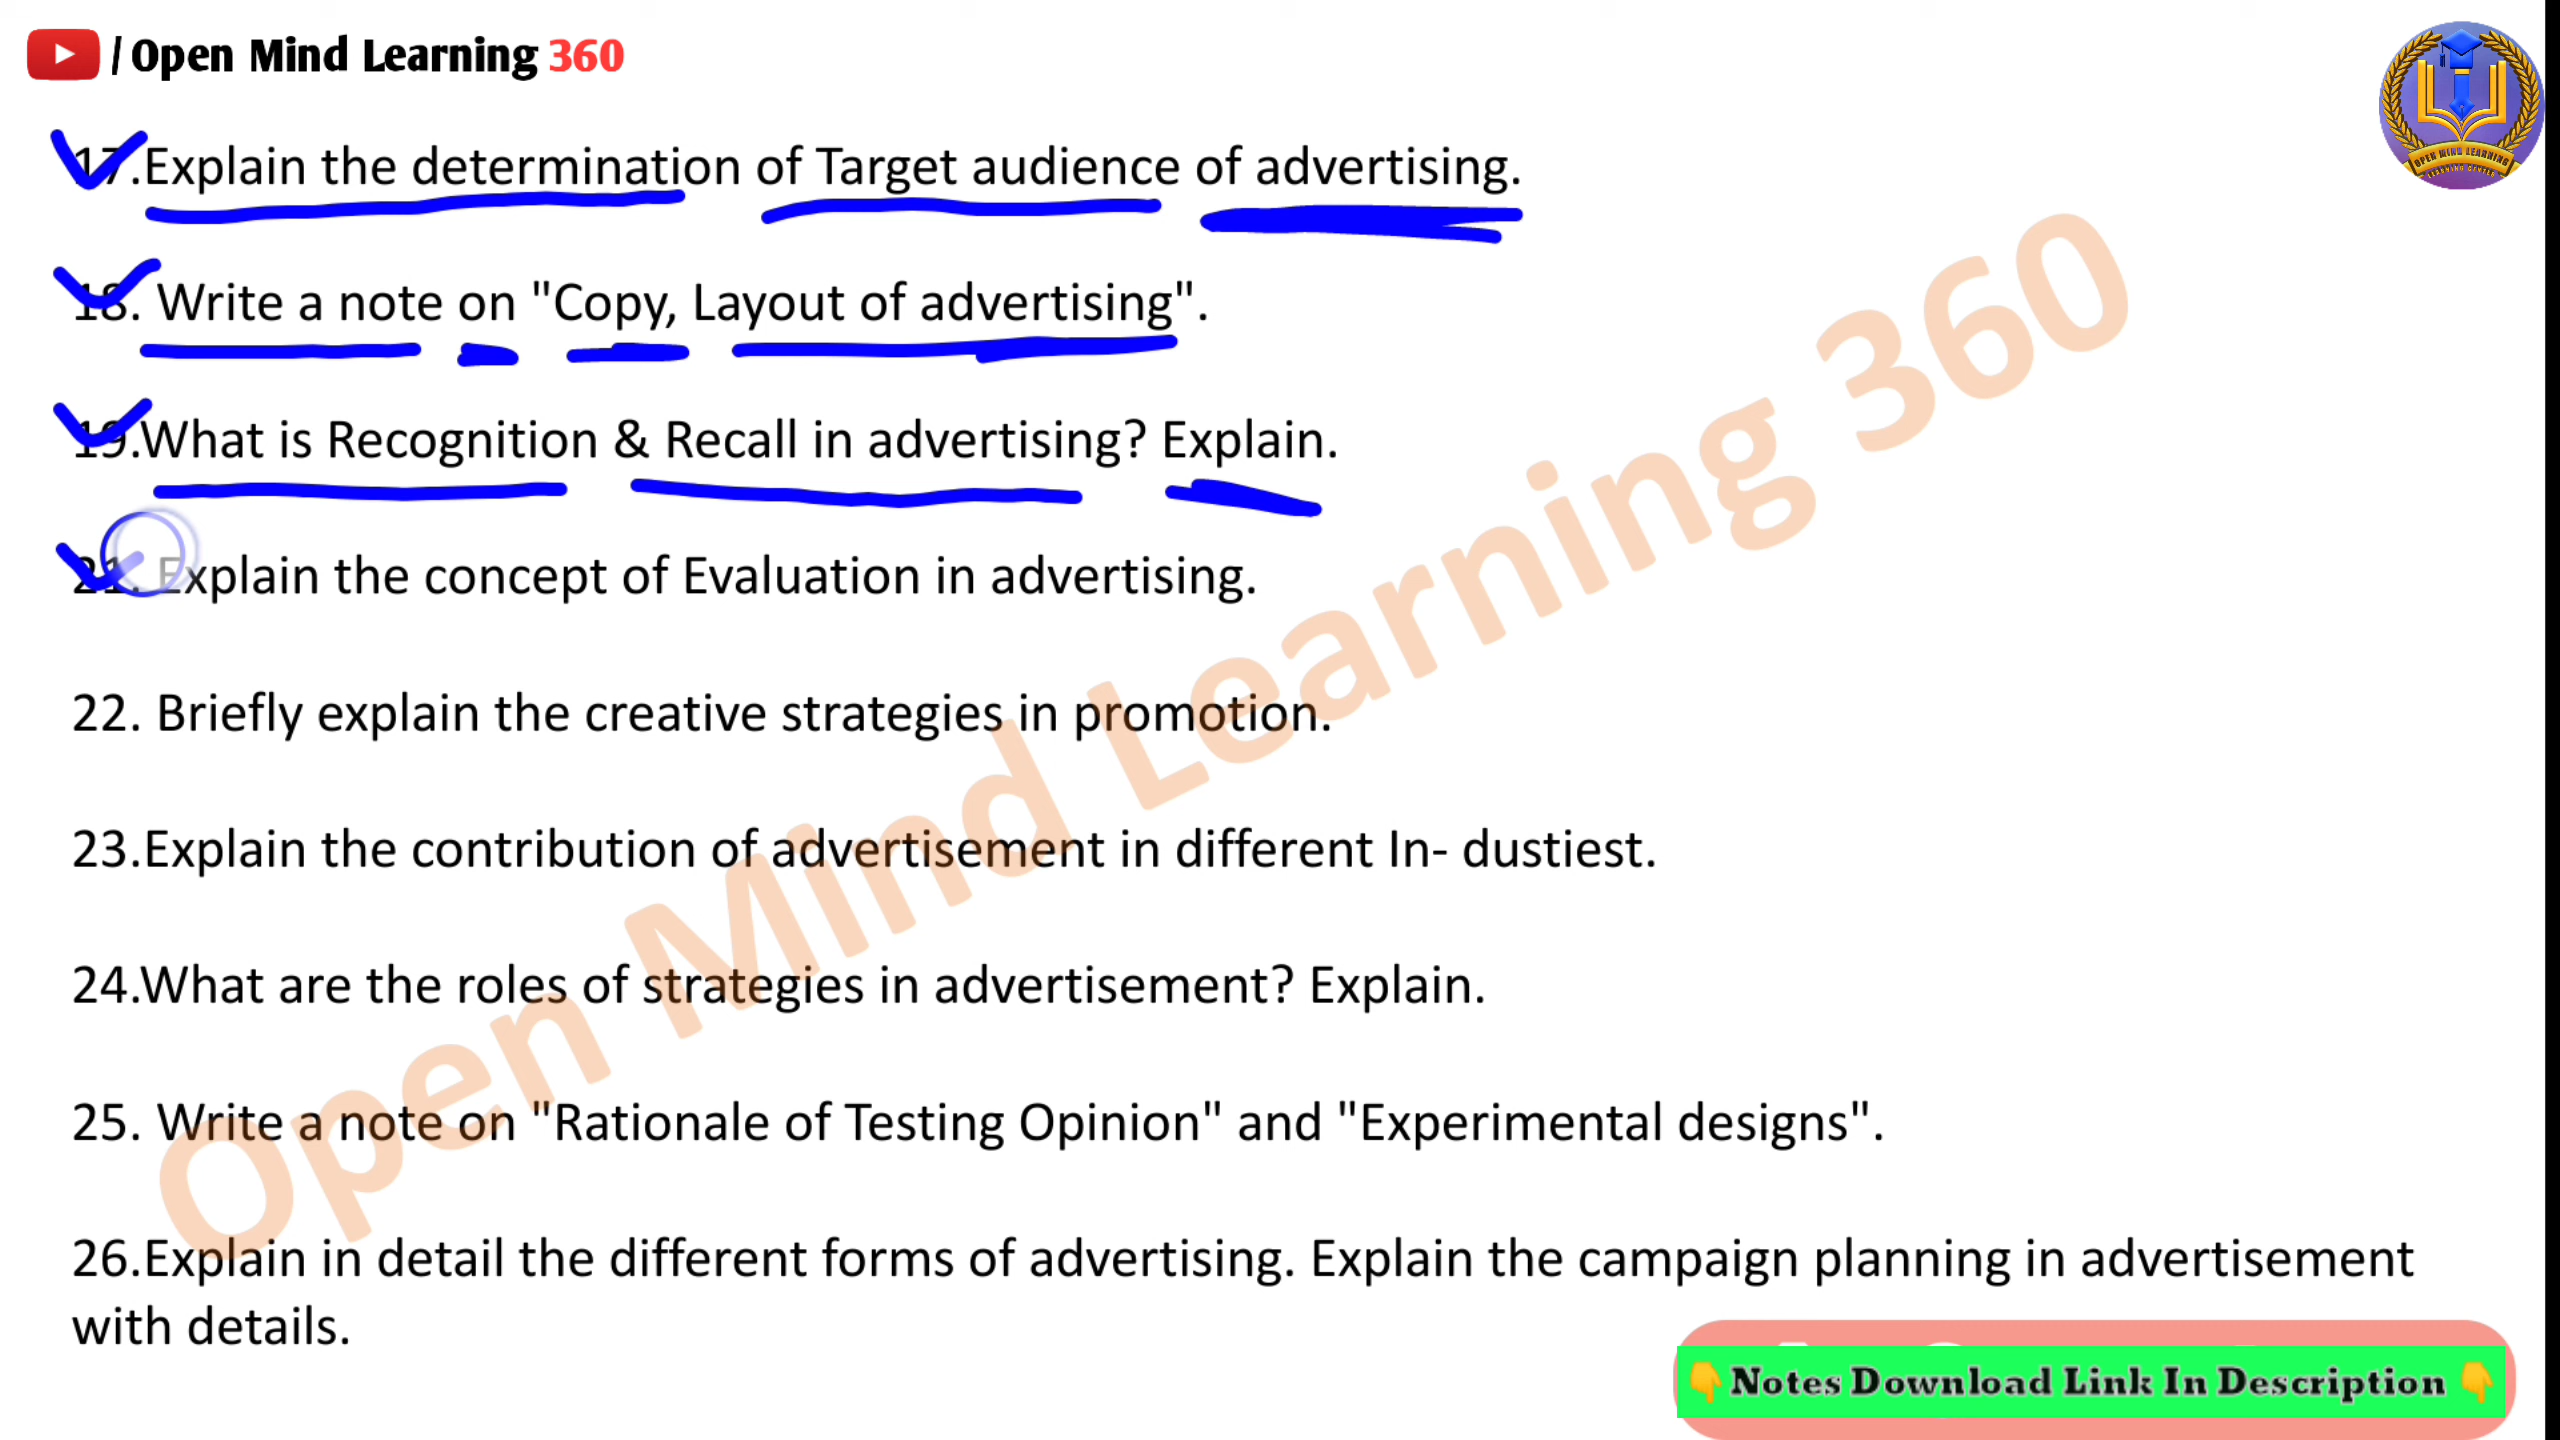 / Open Mind Learning 360
17.Explain the determination of Target audience of advertising.
18. Write a note on "Copy, Layout of advertising".
19.What is Recognition & Recall in advertising? Explain.
21. Explain the concept of Evaluation in advertising.
22. Briefly explain the creative strategies in promotion.
23.Explain the contribution of advertisement in different In- dustiest.
24.What are the roles of strategies in advertisement? Explain.
25. Write a note on "Rationale of Testing Opinion" and "Experimental designs".
26.Explain in detail the different forms of advertising. Explain the campaign planning in advertisement
with details.
Open Mind Learning 360
OPEN MIND LEARNING
LEARNING CENTER
👇Notes Download Link In Description👇